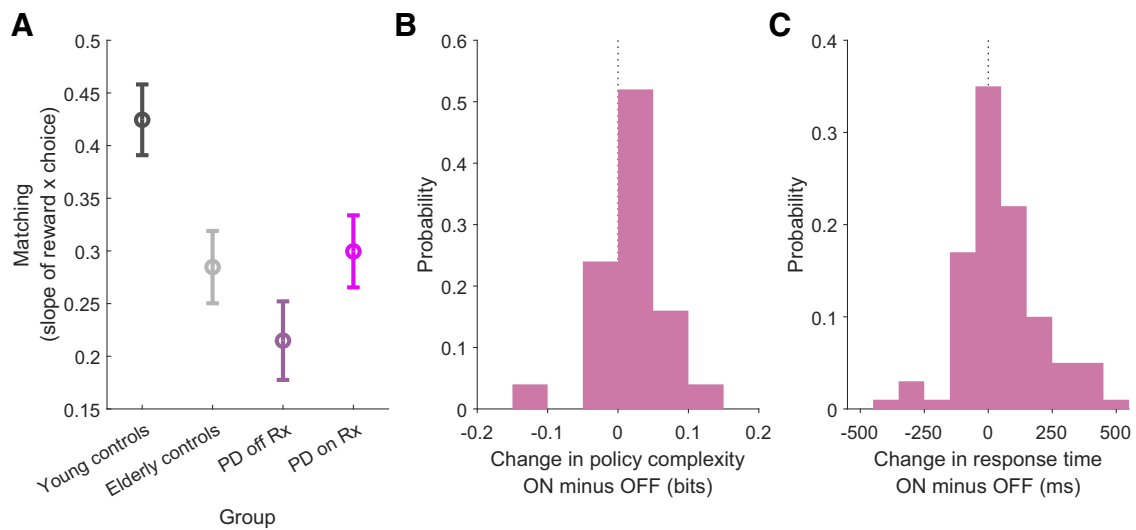 A
0.5
0.45
0.4
0.35
0.3
0.25
0.2
0.15
Matching
(slope of reward x choice)
Young controls
Elderly controls
PD off Rx
PD on Rx
Group
B
0.6
0.5
0.4
0.3
0.2
0.1
0
Probability
-0.2
-0.1
0
0.1
0.2
Change in policy complexity
ON minus OFF (bits)
C
0.4
0.3
0.2
0.1
0
Probability
-500
-250
0
250
500
Change in response time
ON minus OFF (ms)